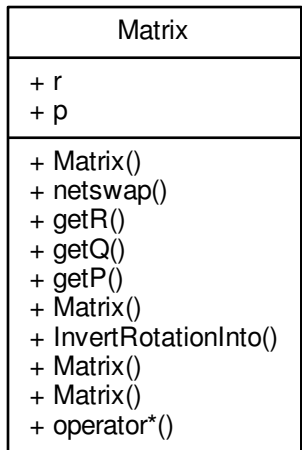 Matrix
+ r
+ p
+ Matrix()
+ netswap()
+ getR()
+ getQ()
+ getP()
+ Matrix()
+ InvertRotationInto()
+ Matrix()
+ Matrix()
+ operator*()